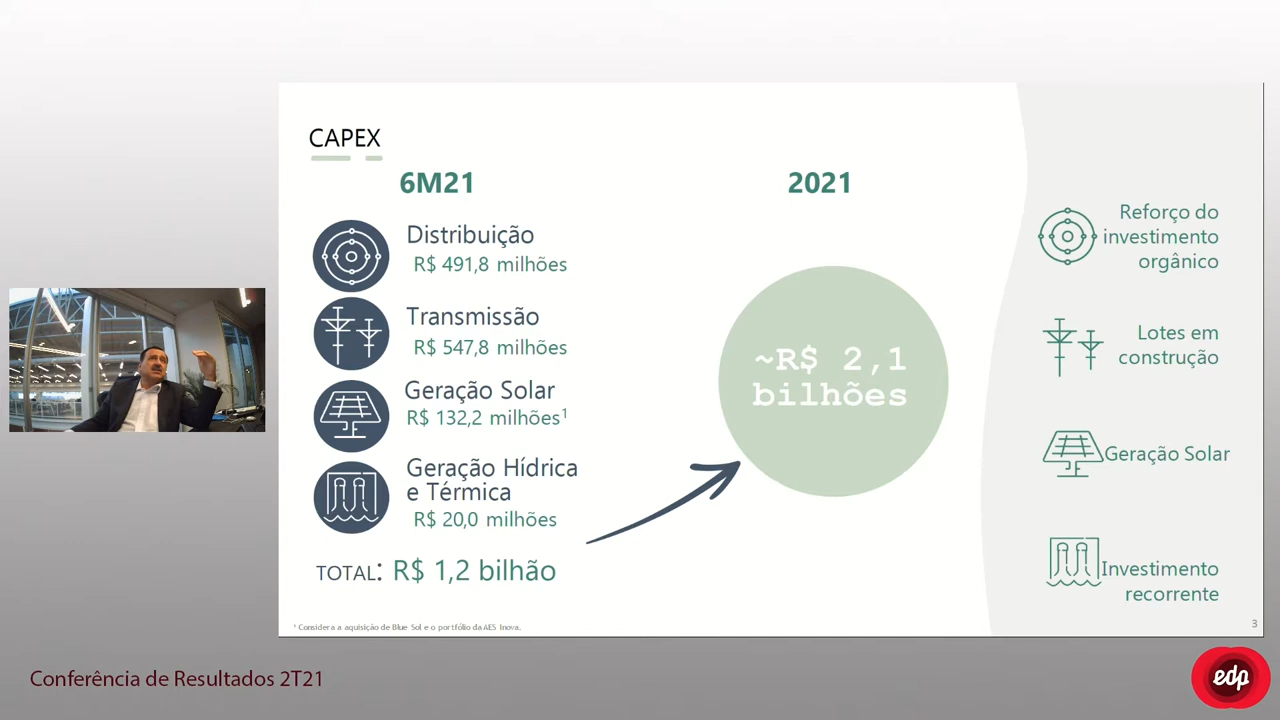 CAPEX
6M21
Distribuição
R$ 491,8 milhões
Transmissão
R$ 547,8 milhões
Geração Solar
R$ 132,2 milhões¹
Geração Hídrica
e Térmica
R$ 20,0 milhões
TOTAL: R$ 1,2 bilhão
2021
~R$ 2,1
bilhões
Reforço do
investimento
orgânico
Lotes em
construção
Geração Solar
Investimento
recorrente
¹ Considera a aquisição de Blue Sol e o portfólio da AES Inova.
3
Conferência de Resultados 2T21
edp